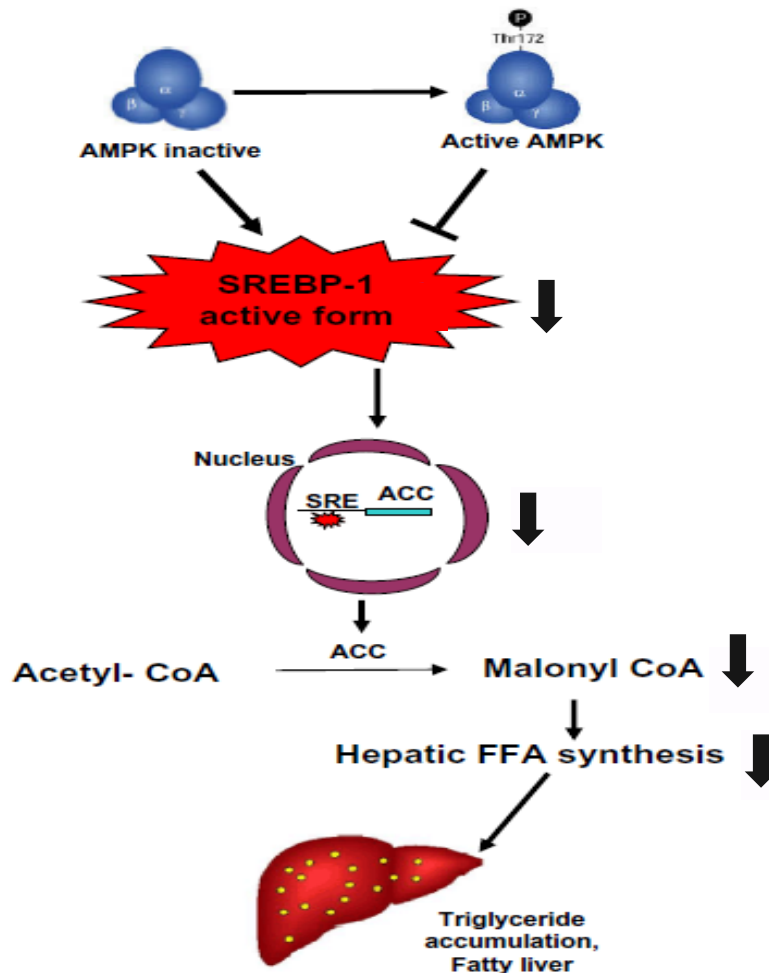 P
Thr172
α
β
γ
AMPK inactive
α
β
γ
Active AMPK
SREBP-1
active form
Nucleus
SRE
ACC
ACC
Acetyl- CoA
Malonyl CoA
Hepatic FFA synthesis
Triglyceride
accumulation,
Fatty liver